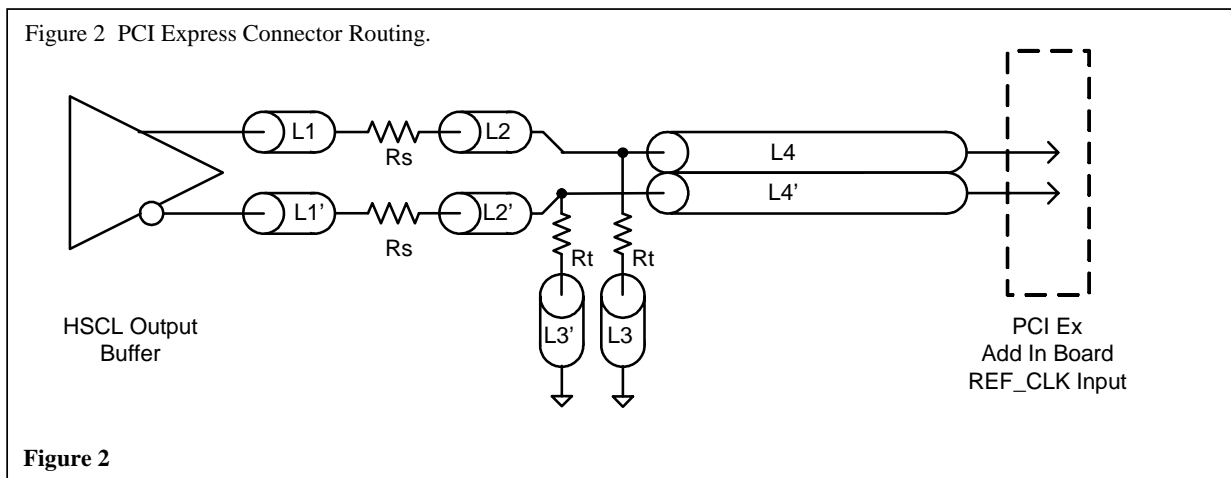 Figure 2 PCI Express Connector Routing.
L1
Rs
L2
L4
L1'
Rs
L2'
L4'
Rt
Rt
L3'
L3
HSCL Output
Buffer
PCI Ex
Add In Board
REF_CLK Input
Figure 2